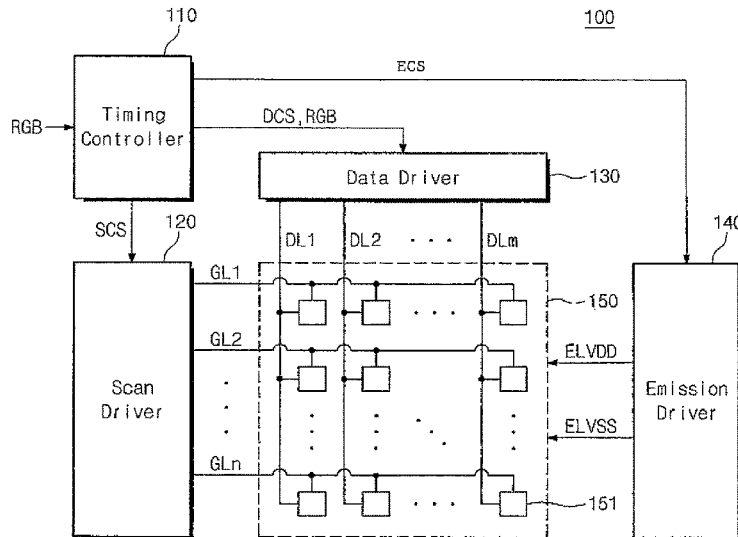 100
110
Timing
Controller
RGB
ECS
DCS,RGB
Data Driver
130
SCS
120
140
DL1 DL2 · · · DLm
GL1
150
GL2
ELVDD
Scan
Driver
Emission
Driver
ELVSS
GLn
151